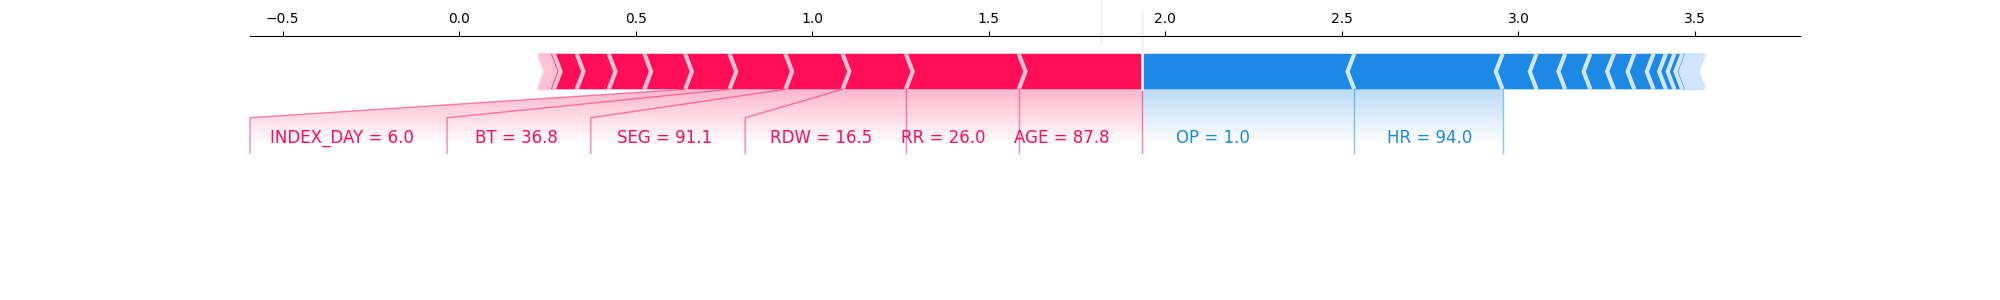 −0.5 0.0 0.5 1.0 1.5 2.0 2.5 3.0 3.5
INDEX_DAY = 6.0 BT = 36.8 SEG = 91.1 RDW = 16.5 RR = 26.0 AGE = 87.8 OP = 1.0 HR = 94.0